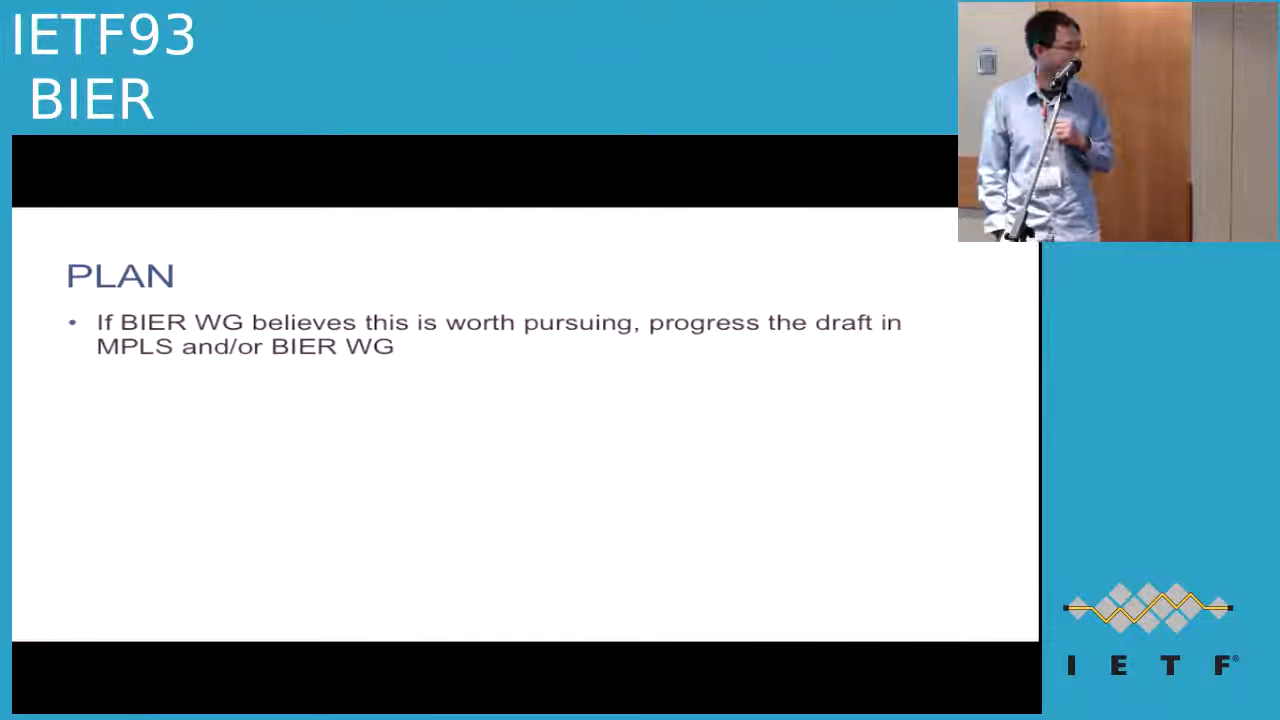 IETF93
BIER
PLAN
• If BIER WG believes this is worth pursuing, progress the draft in
MPLS and/or BIER WG
I E T F®